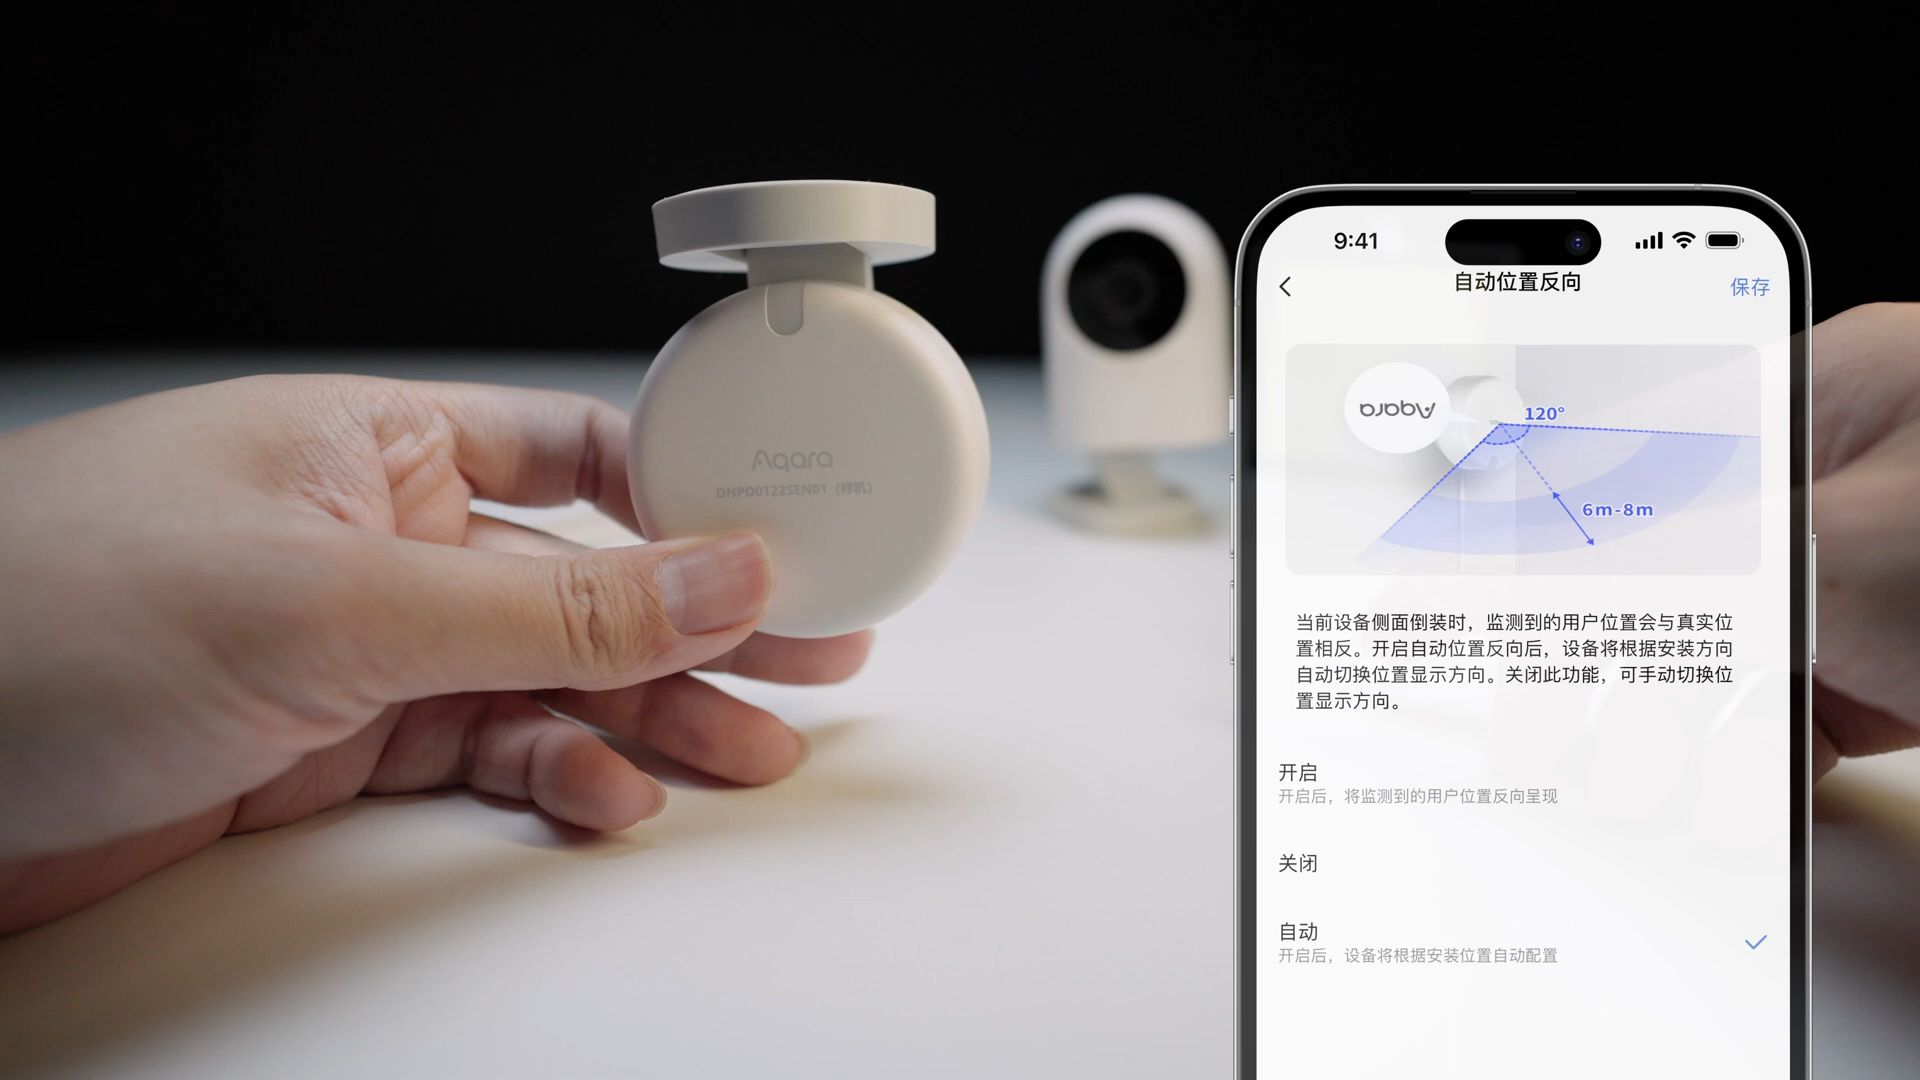 Aqara
DNPD0122SEN01（样机）
9:41
自动位置反向
保存
Aqara
120°
6m-8m
当前设备侧面倒装时，监测到的用户位置会与真实位
置相反。开启自动位置反向后，设备将根据安装方向
自动切换位置显示方向。关闭此功能，可手动切换位
置显示方向。
开启
开启后，将监测到的用户位置反向呈现
关闭
自动
开启后，设备将根据安装位置自动配置